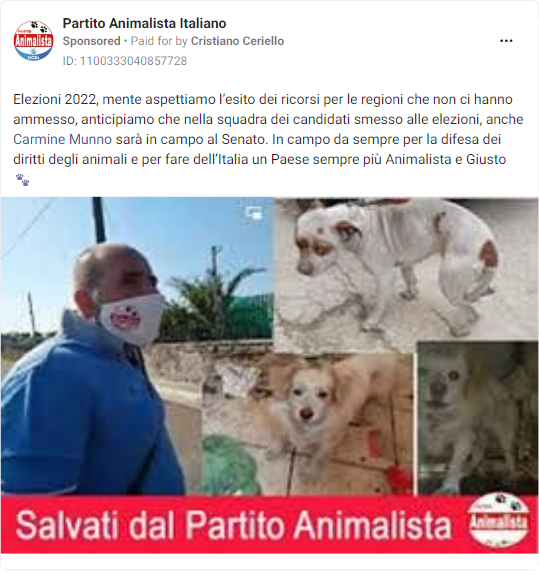 Partito Animalista Italiano
Sponsored • Paid for by Cristiano Ceriello
ID: 1100333040857728
Elezioni 2022, mente aspettiamo l'esito dei ricorsi per le regioni che non ci hanno
ammesso, anticipiamo che nella squadra dei candidati smesso alle elezioni, anche
Carmine Munno sarà in campo al Senato. In campo da sempre per la difesa dei
diritti degli animali e per fare dell'Italia un Paese sempre più Animalista e Giusto
🐾
Salvati dal Partito Animalista
Animalista